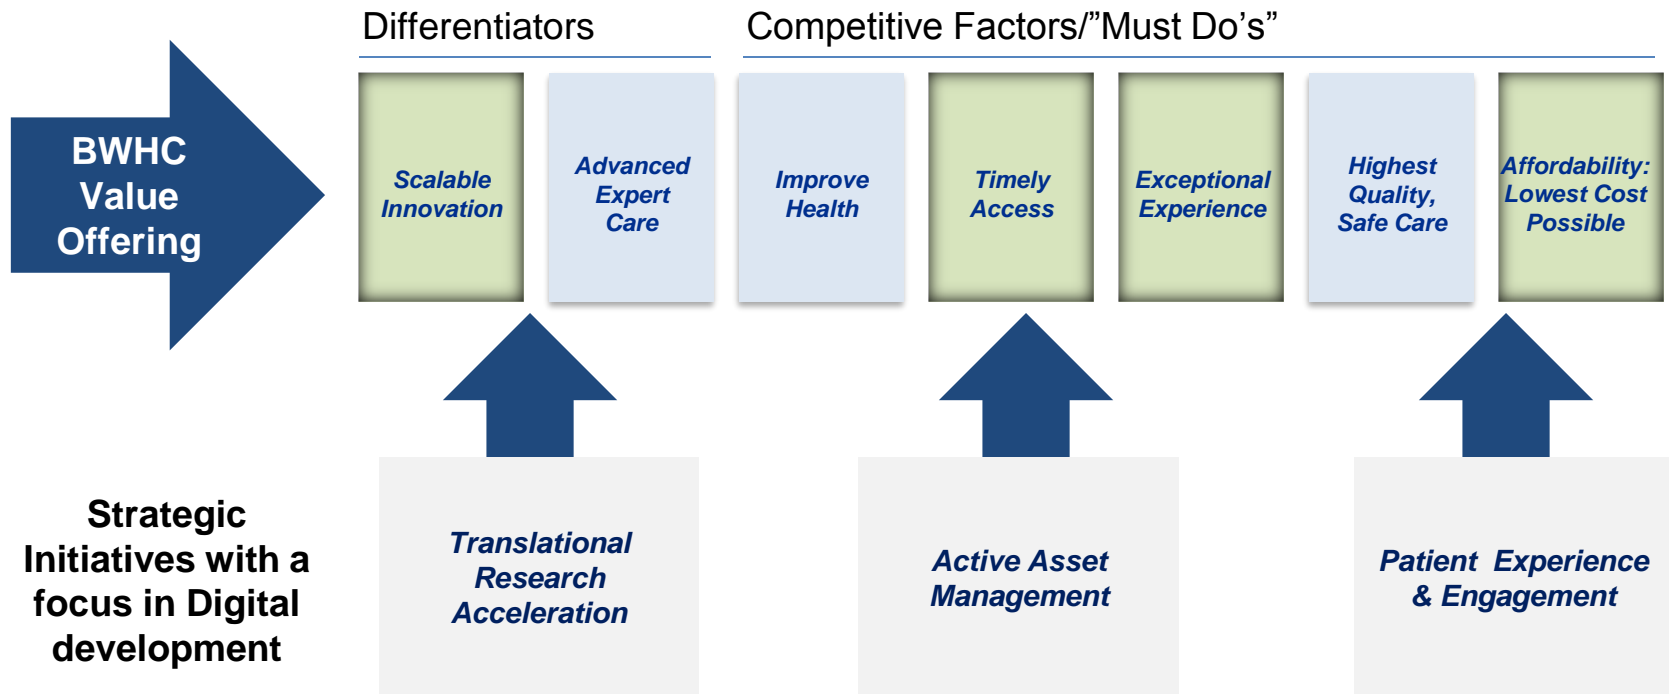 Differentiators
Competitive Factors/”Must Do’s”
BWHC
Value
Offering
Scalable
Innovation
Advanced
Expert
Care
Improve
Health
Timely
Access
Exceptional
Experience
Highest
Quality,
Safe Care
Affordability:
Lowest Cost
Possible
Strategic
Initiatives with a
focus in Digital
development
Translational
Research
Acceleration
Active Asset
Management
Patient  Experience
& Engagement